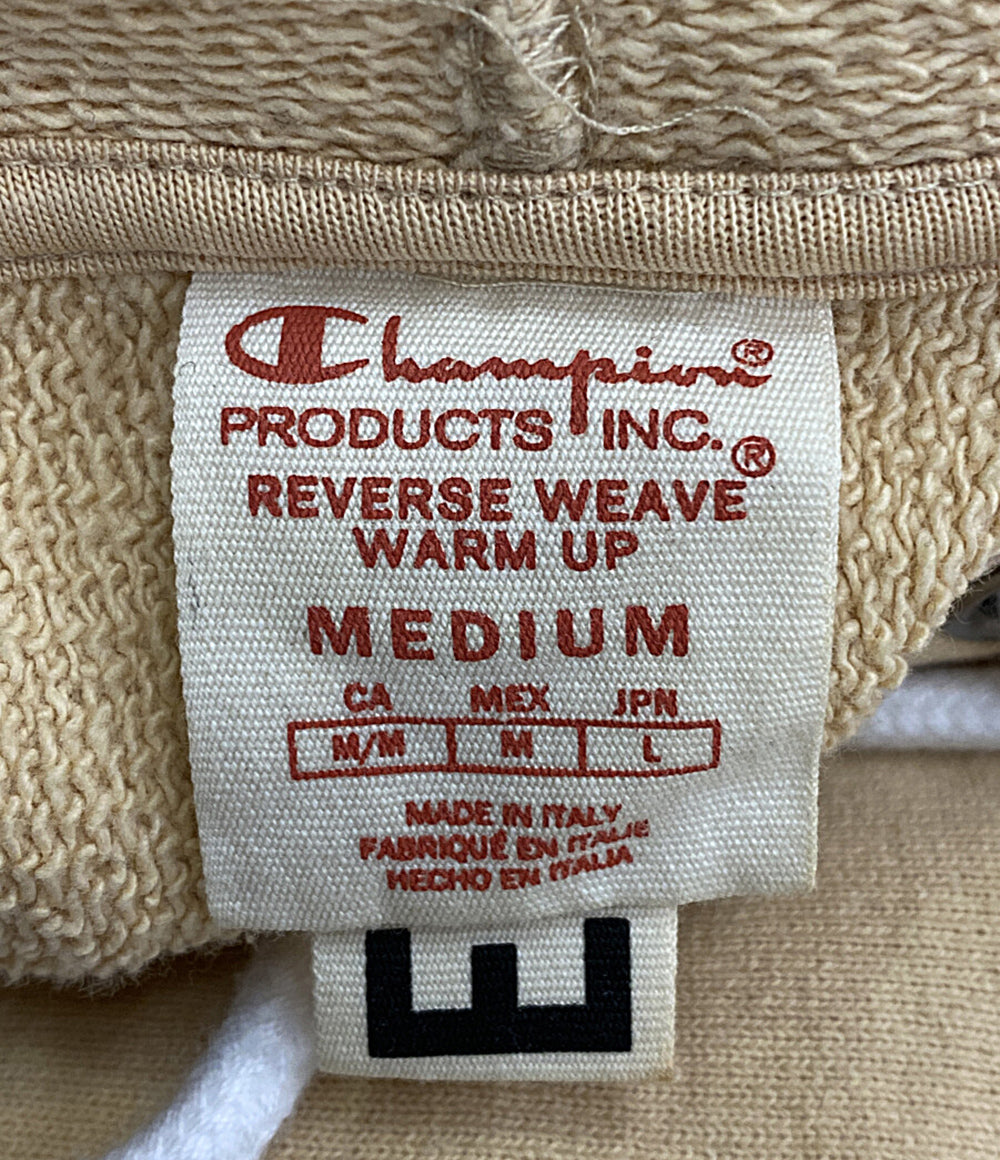 Champion®
PRODUCTS INC.
REVERSE WEAVE®
WARM UP
MEDIUM
CA MEX JPN
M/M M L
MADE IN ITALY
FABRIQUÉ EN ITALIE
HECHO EN ITALIA
E